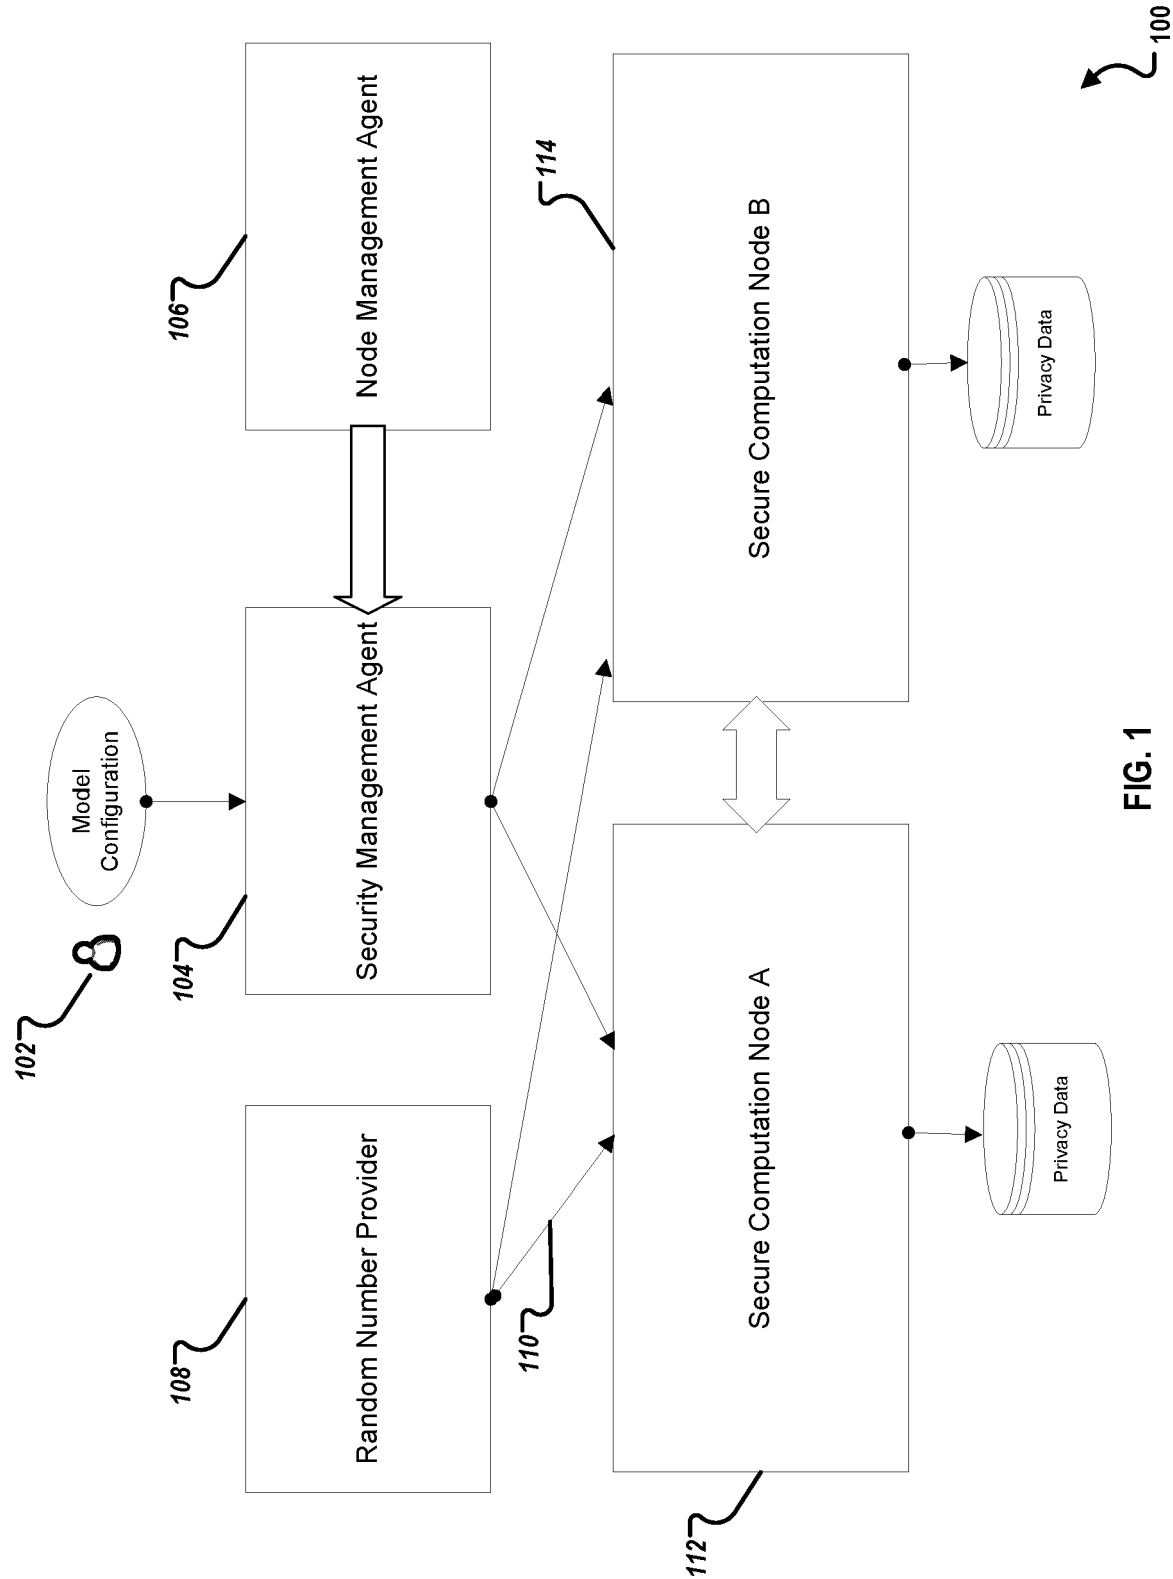 102
Model
Configuration
108
104
106
Random Number Provider
Security Management Agent
Node Management Agent
110
114
112
Secure Computation Node A
Secure Computation Node B
Privacy Data
Privacy Data
FIG. 1
100